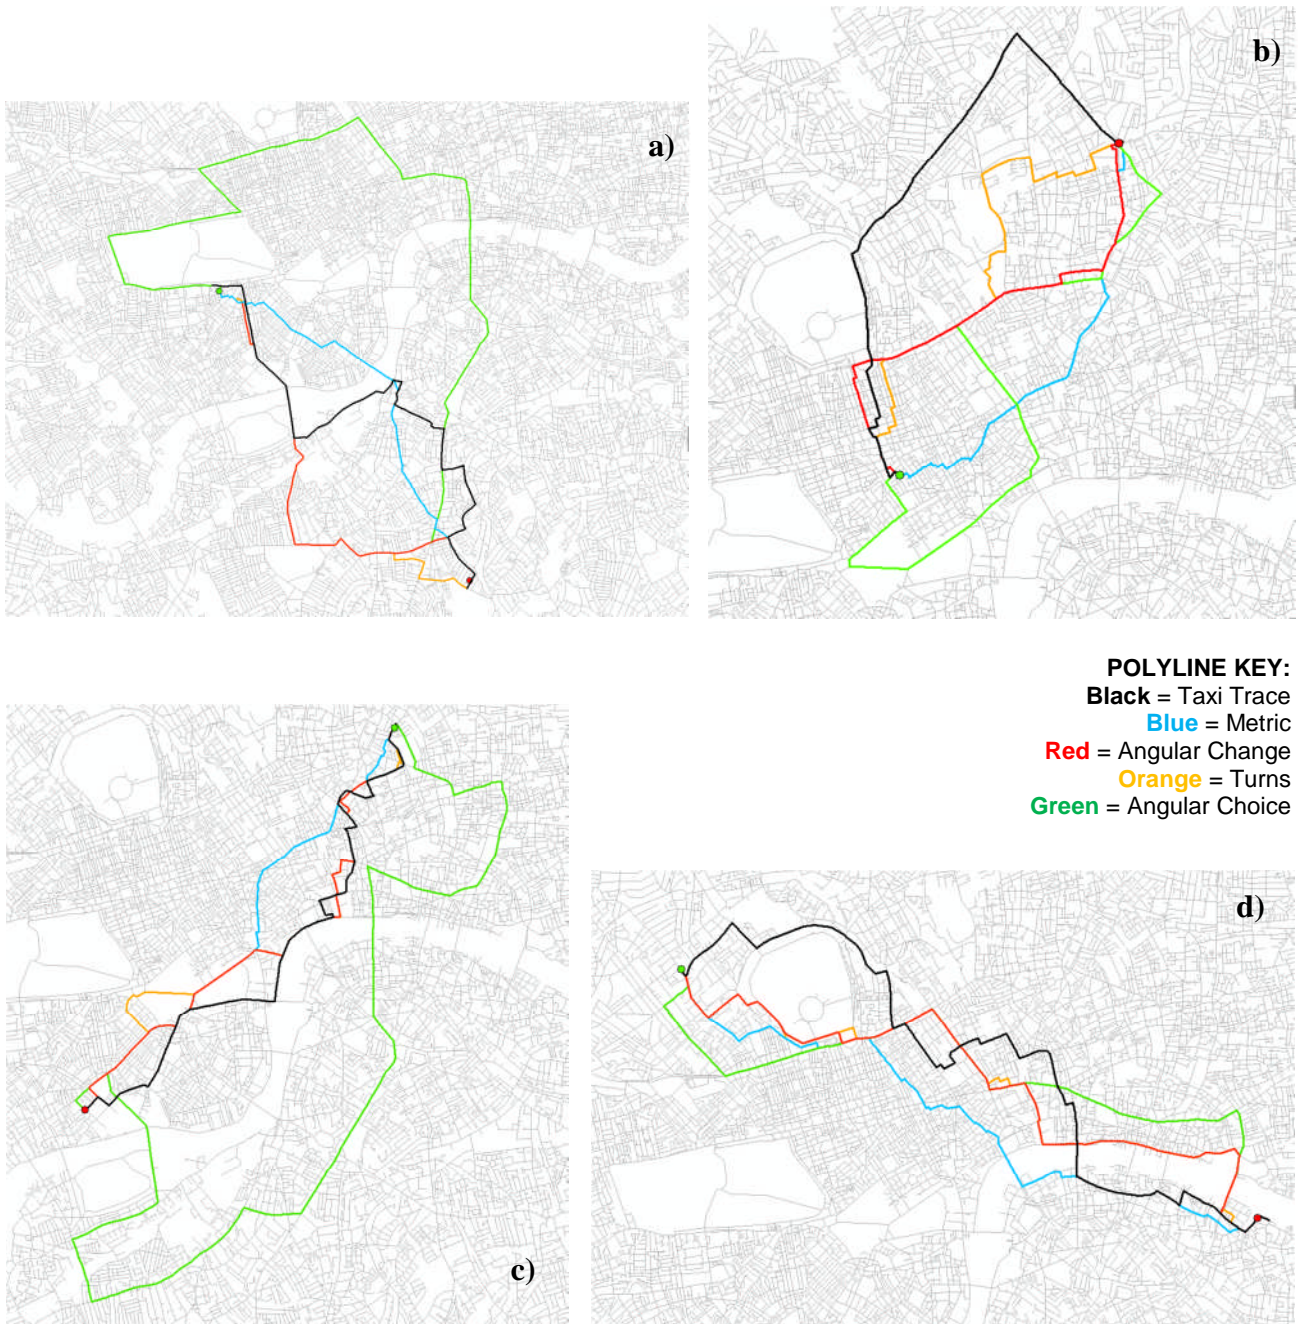 a)
b)
POLYLINE KEY:
Black = Taxi Trace
Blue = Metric
Red = Angular Change
Orange = Turns
Green = Angular Choice
c)
d)